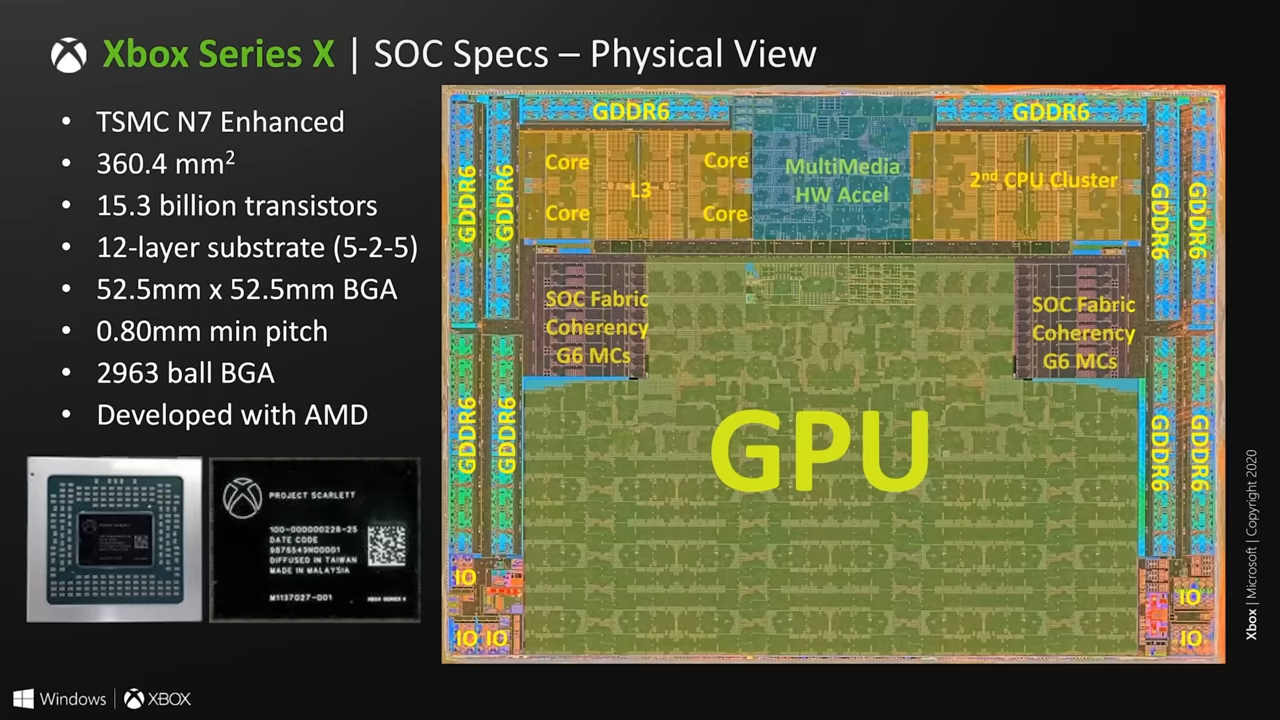 Xbox Series X | SOC Specs – Physical View
• TSMC N7 Enhanced
• 360.4 mm²
• 15.3 billion transistors
• 12-layer substrate (5-2-5)
• 52.5mm x 52.5mm BGA
• 0.80mm min pitch
• 2963 ball BGA
• Developed with AMD
PROJECT SCARLETT
100-000000228-25
DATE CODE
9876543N00001
DIFFUSED IN TAIWAN
MADE IN MALAYSIA
M1137027-001
XBOX SERIES X
GDDR6
GDDR6
GDDR6
GDDR6
Core
Core
L3
Core
Core
MultiMedia
HW Accel
2nd CPU Cluster
GDDR6
GDDR6
SOC Fabric
Coherency
G6 MCs
SOC Fabric
Coherency
G6 MCs
GPU
GDDR6
GDDR6
GDDR6
GDDR6
IO
IO IO
IO
IO
Xbox | Microsoft | Copyright 2020
Windows | XBOX